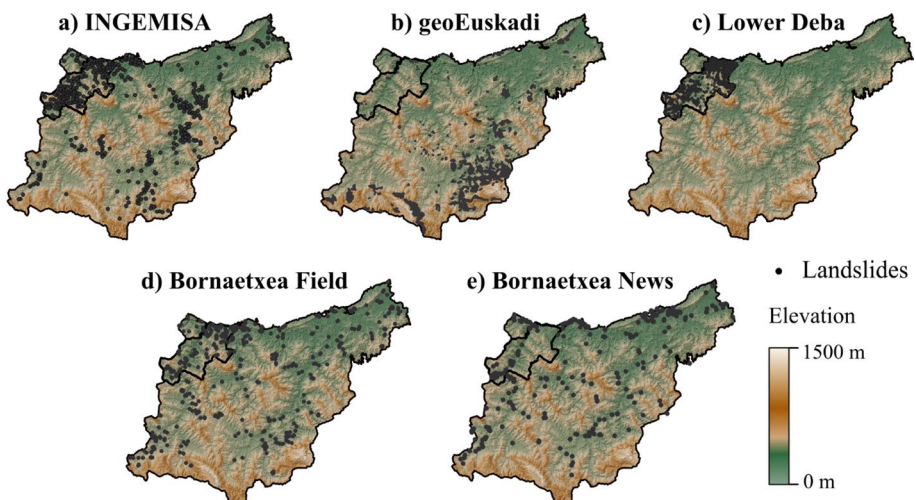 a) INGEMISA
b) geoEuskadi
c) Lower Deba
d) Bornaetxea Field
e) Bornaetxea News
Landslides
Elevation
1500 m
0 m